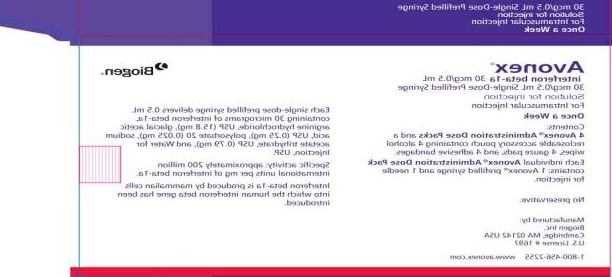 30 mcg/0.5 mL Single-Dose Prefilled Syringe
Solution for injection
For Intramuscular Injection
Once a Week
Avonex®
interferon beta-1a 30 mcg/0.5 mL
30 mcg/0.5 mL Single-Dose Prefilled Syringe
Solution for injection
For Intramuscular Injection
Once a Week
Contents:
4 Avonex® Administration Dose Packs and a
reclosable accessory pouch containing 4 alcohol
wipes, 4 gauze pads, and 4 adhesive bandages.
Each individual Avonex® Administration Dose Pack
contains: 1 Avonex® prefilled syringe and 1 needle
for injection.
No preservative.
Manufactured by:
Biogen Inc.
Cambridge, MA 02142 USA
U.S. License # 1697
1-800-456-2255 www.avonex.com
Biogen.
Each single-dose prefilled syringe delivers 0.5 mL
containing 30 micrograms of interferon beta-1a,
arginine hydrochloride, USP (15.8 mg), glacial acetic
acid, USP (0.25 mg), polysorbate 20 (0.025 mg), sodium
acetate trihydrate, USP (0.79 mg), and Water for
Injection, USP.
Specific activity: approximately 200 million
international units per mg of interferon beta-1a.
Interferon beta-1a is produced by mammalian cells
into which the human interferon beta gene has been
introduced.